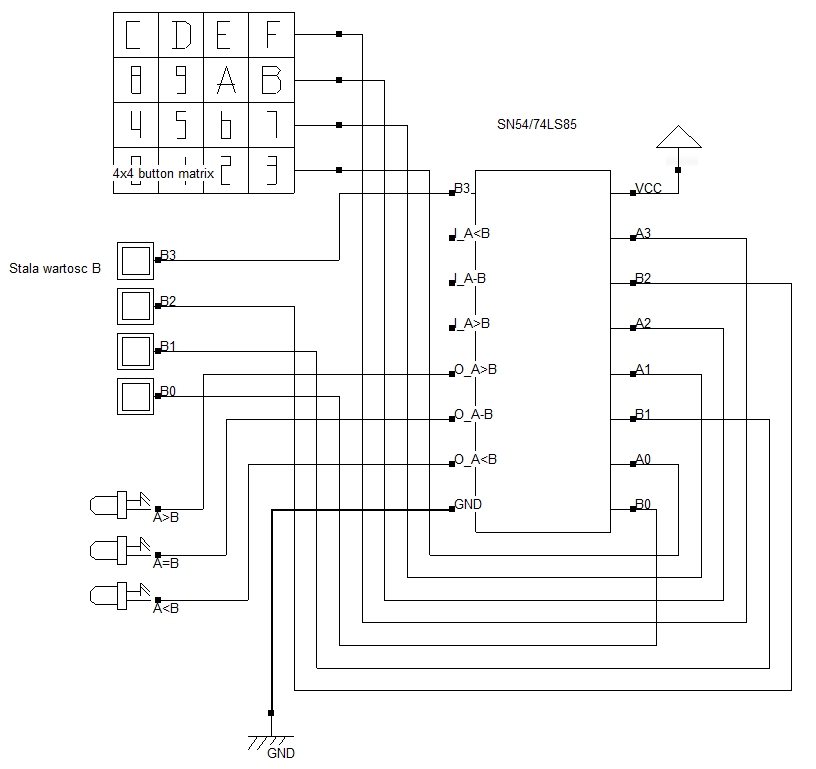 C D E F
8 9 A B
4 5 6 7
0 1 2 3
4x4 button matrix
SN54/74LS85
Stala wartosc B
B3
B2
B1
B0
A>B
A=B
A<B
B3
I_A<B
I_A-B
I_A>B
O_A>B
O_A-B
O_A<B
GND
VCC
A3
B2
A2
A1
B1
A0
B0
GND